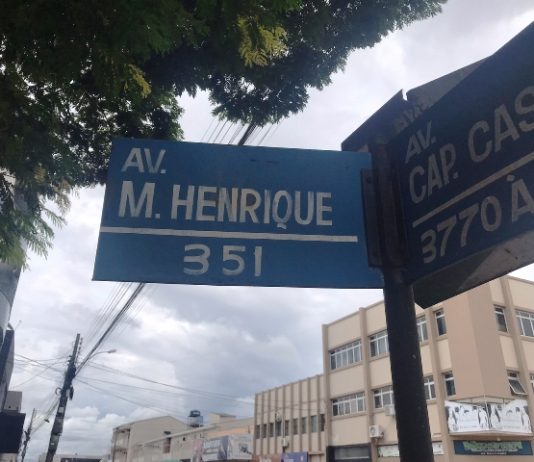 AV.
M. HENRIQUE
351
AV.
CAP. CAS
3770 À